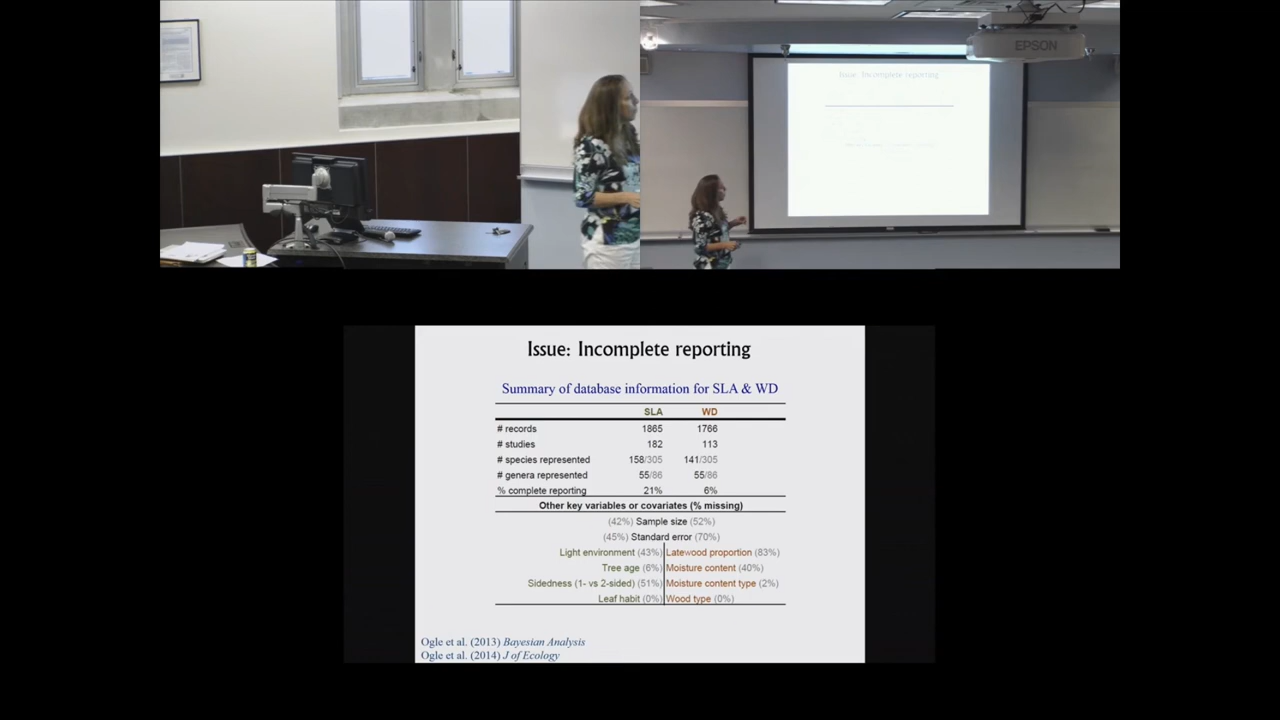 EPSON
Issue: Incomplete reporting
Issue: Incomplete reporting
Summary of database information for SLA & WD
SLA WD
# records 1865 1766
# studies 182 113
# species represented 158/305 141/305
# genera represented 55/86 55/86
% complete reporting 21% 6%
Other key variables or covariates (% missing)
(42%) Sample size (52%)
(45%) Standard error (70%)
Light environment (43%) Latewood proportion (83%)
Tree age (6%) Moisture content (40%)
Sidedness (1- vs 2-sided) (51%) Moisture content type (2%)
Leaf habit (0%) Wood type (0%)
Ogle et al. (2013) Bayesian Analysis
Ogle et al. (2014) J of Ecology